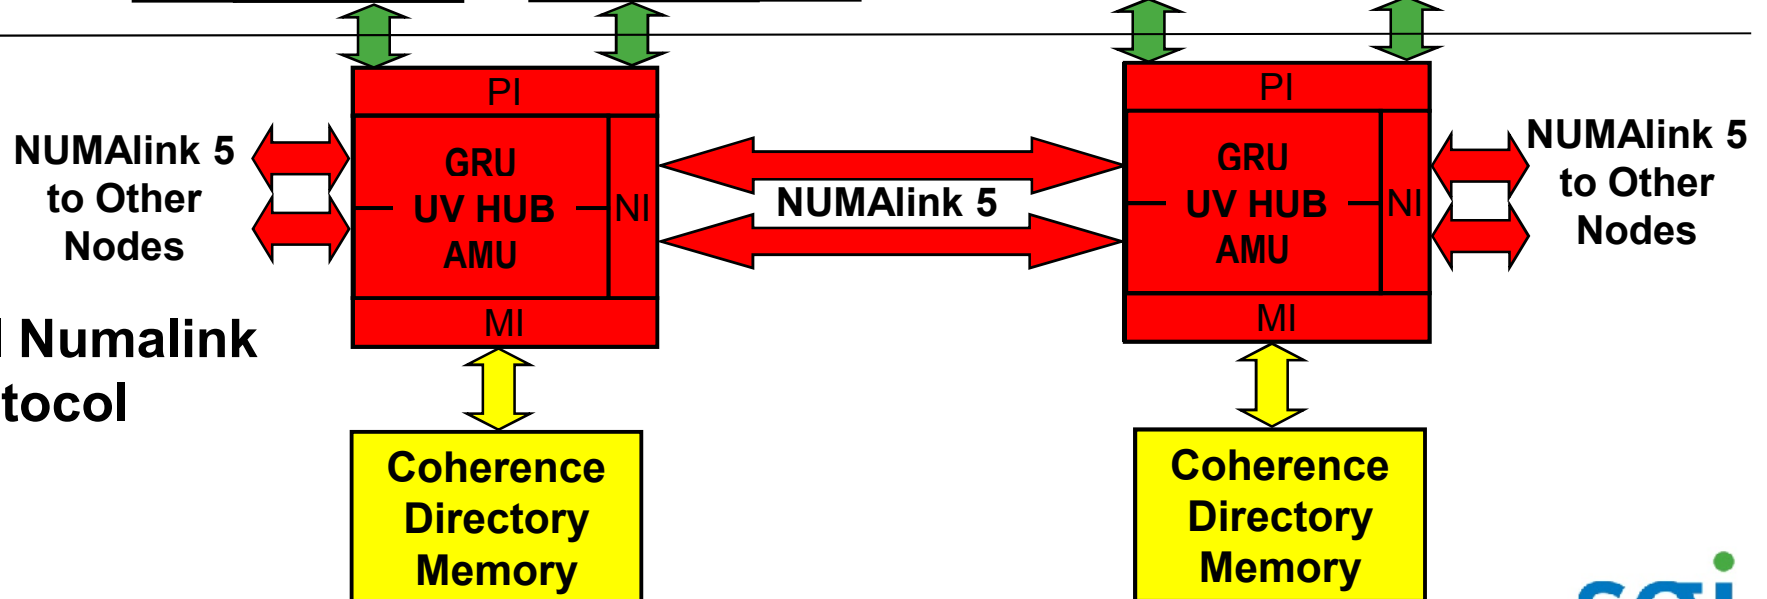 PI
PI
NUMAlink 5
to Other
Nodes
GRU
UV HUB
AMU
NI
NUMAlink 5
GRU
UV HUB
AMU
NI
NUMAlink 5
to Other
Nodes
MI
MI
Numalink
tocol
Coherence
Directory
Memory
Coherence
Directory
Memory
sgi